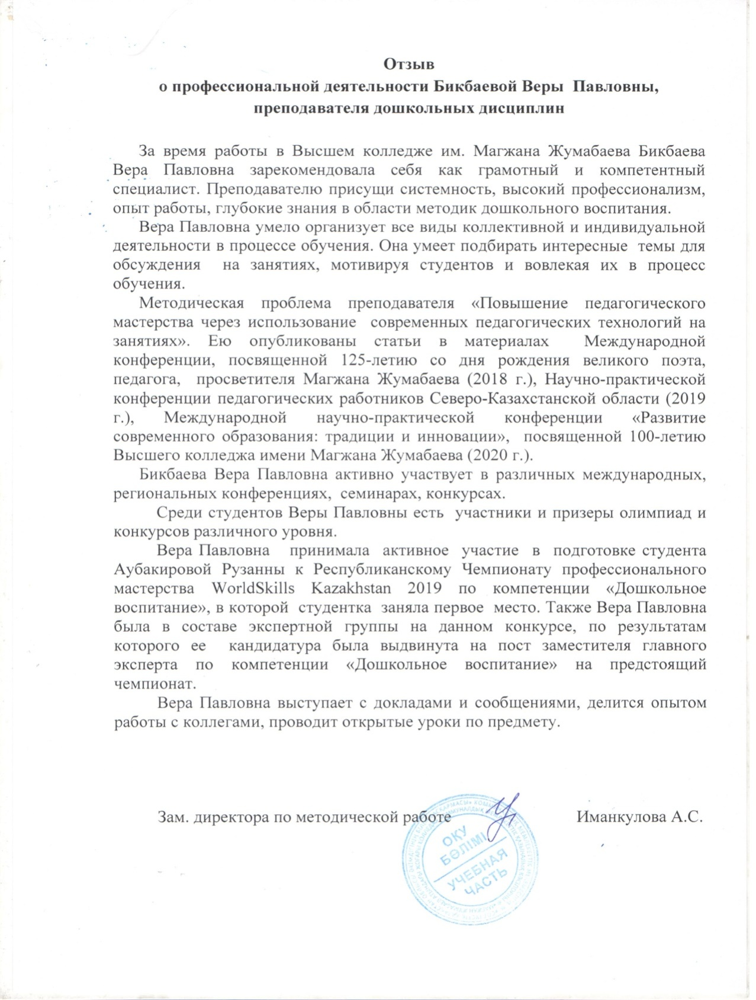 Отзыв
о профессиональной деятельности Бикбаевой Веры Павловны,
преподавателя дошкольных дисциплин
За время работы в Высшем колледже им. Магжана Жумабаева Бикбаева
Вера Павловна зарекомендовала себя как грамотный и компетентный
специалист. Преподавателю присущи системность, высокий профессионализм,
опыт работы, глубокие знания в области методик дошкольного воспитания.
Вера Павловна умело организует все виды коллективной и индивидуальной
деятельности в процессе обучения. Она умеет подбирать интересные темы для
обсуждения на занятиях, мотивируя студентов и вовлекая их в процесс
обучения.
Методическая проблема преподавателя «Повышение педагогического
мастерства через использование современных педагогических технологий на
занятиях». Ею опубликованы статьи в материалах Международной
конференции, посвященной 125-летию со дня рождения великого поэта,
педагога, просветителя Магжана Жумабаева (2018 г.), Научно-практической
конференции педагогических работников Северо-Казахстанской области (2019
г.), Международной научно-практической конференции «Развитие
современного образования: традиции и инновации», посвященной 100-летию
Высшего колледжа имени Магжана Жумабаева (2020 г.).
Бикбаева Вера Павловна активно участвует в различных международных,
региональных конференциях, семинарах, конкурсах.
Среди студентов Веры Павловны есть участники и призеры олимпиад и
конкурсов различного уровня.
Вера Павловна принимала активное участие в подготовке студента
Аубакировой Рузанны к Республиканскому Чемпионату профессионального
мастерства WorldSkills Kazakhstan 2019 по компетенции «Дошкольное
воспитание», в которой студентка заняла первое место. Также Вера Павловна
была в составе экспертной группы на данном конкурсе, по результатам
которого ее кандидатура была выдвинута на пост заместителя главного
эксперта по компетенции «Дошкольное воспитание» на предстоящий
чемпионат.
Вера Павловна выступает с докладами и сообщениями, делится опытом
работы с коллегами, проводит открытые уроки по предмету.
Зам. директора по методической работе Иманкулова А.С.
ОҚУ
БӨЛІМІ
УЧЕБНАЯ
ЧАСТЬ